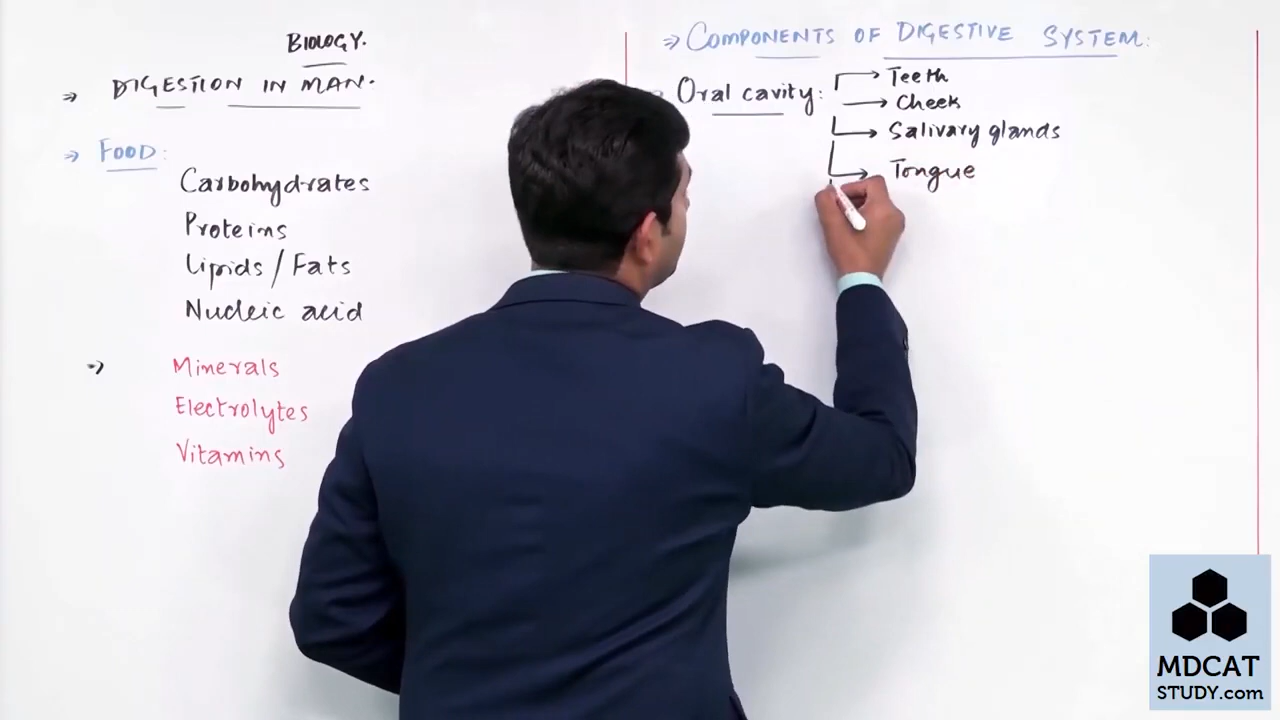 BIOLOGY.
→ DIGESTION IN MAN.
⇒ FOOD:
Carbohydrates
Proteins
Lipids / Fats
Nucleic acid
Minerals
Electrolytes
Vitamins
⇒ COMPONENTS OF DIGESTIVE SYSTEM:
Oral cavity:
→ Teeth
→ Cheek
→ Salivary glands
→ Tongue
MDCAT
STUDY.com